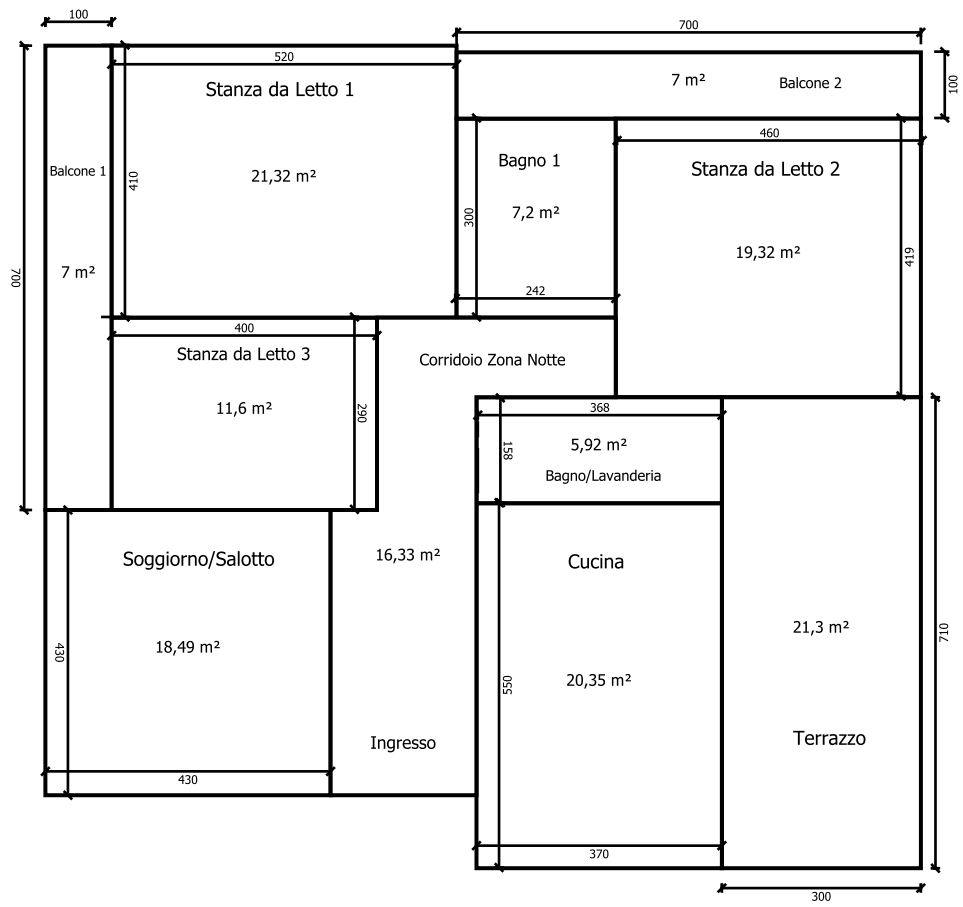 100
700
520
Stanza da Letto 1
7 m²
Balcone 2
100
460
Bagno 1
Stanza da Letto 2
Balcone 1
21,32 m²
410
300
7,2 m²
419
19,32 m²
7 m²
700
242
400
Stanza da Letto 3
Corridoio Zona Notte
11,6 m²
290
368
5,92 m²
158
Bagno/Lavanderia
Soggiorno/Salotto
16,33 m²
Cucina
21,3 m²
710
18,49 m²
430
20,35 m²
550
Ingresso
Terrazzo
430
370
300